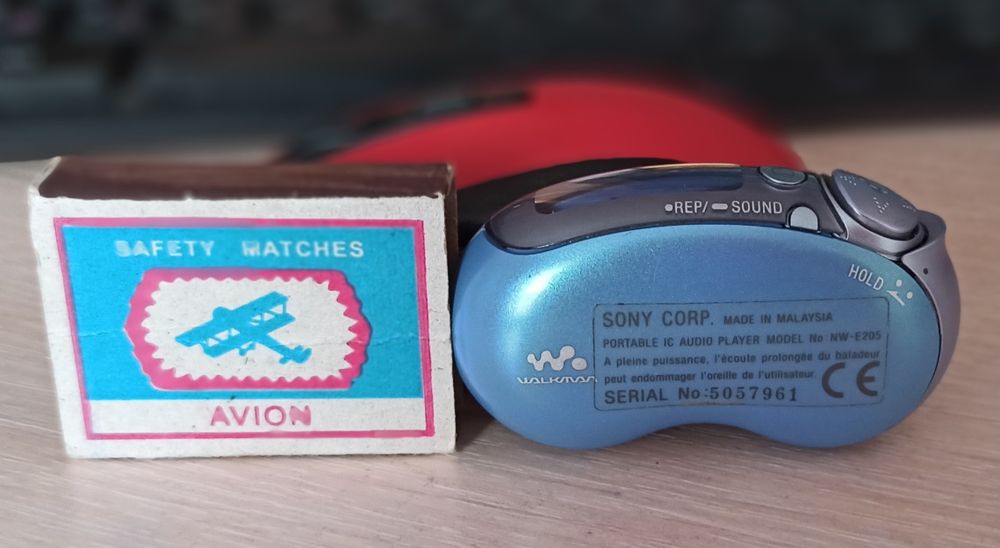 SAFETY MATCHES
AVION
•REP/ ━ SOUND
HOLD
WALKMAN
SONY CORP. MADE IN MALAYSIA
PORTABLE IC AUDIO PLAYER MODEL No NW-E205
A pleine puissance, l'écoute prolongée du baladeur
peut endommager l'oreille de l'utilisateur
CE
SERIAL No:5057961